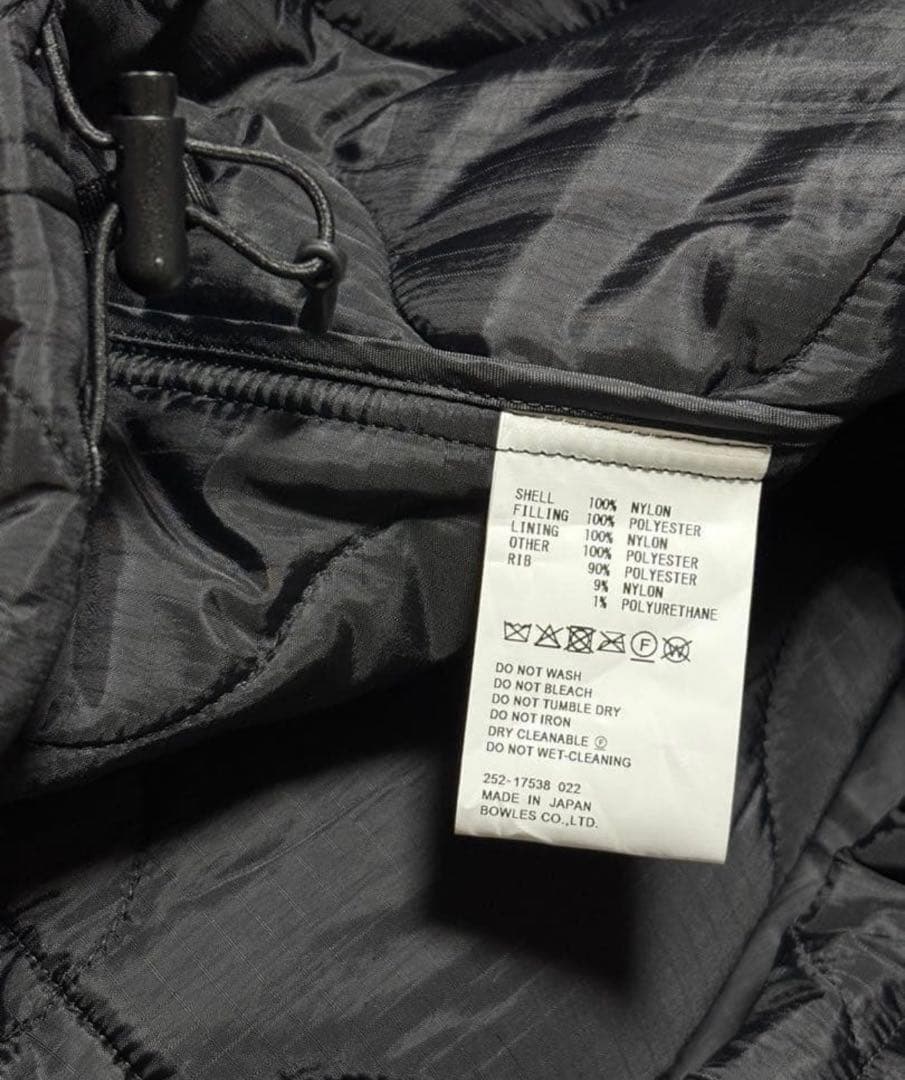 SHELL 100% NYLON
FILLING 100% POLYESTER
LINING 100% NYLON
OTHER 100% POLYESTER
RIB 90% POLYESTER
9% NYLON
1% POLYURETHANE
F W
DO NOT WASH
DO NOT BLEACH
DO NOT TUMBLE DRY
DO NOT IRON
DRY CLEANABLE Ⓕ
DO NOT WET-CLEANING
252-17538 022
MADE IN JAPAN
BOWLES CO.,LTD.